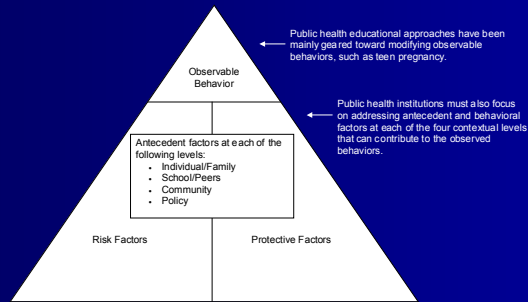 Public health educational approaches have been
mainly geared toward modifying observable
behaviors, such as teen pregnancy.
Observable
Behavior
Public health institutions must also focus
on addressing antecedent and behavioral
factors at each of the four contextual levels
that can contribute to the observed
behaviors.
Antecedent factors at each of the
following levels:
• Individual/Family
• School/Peers
• Community
• Policy
Risk Factors
Protective Factors